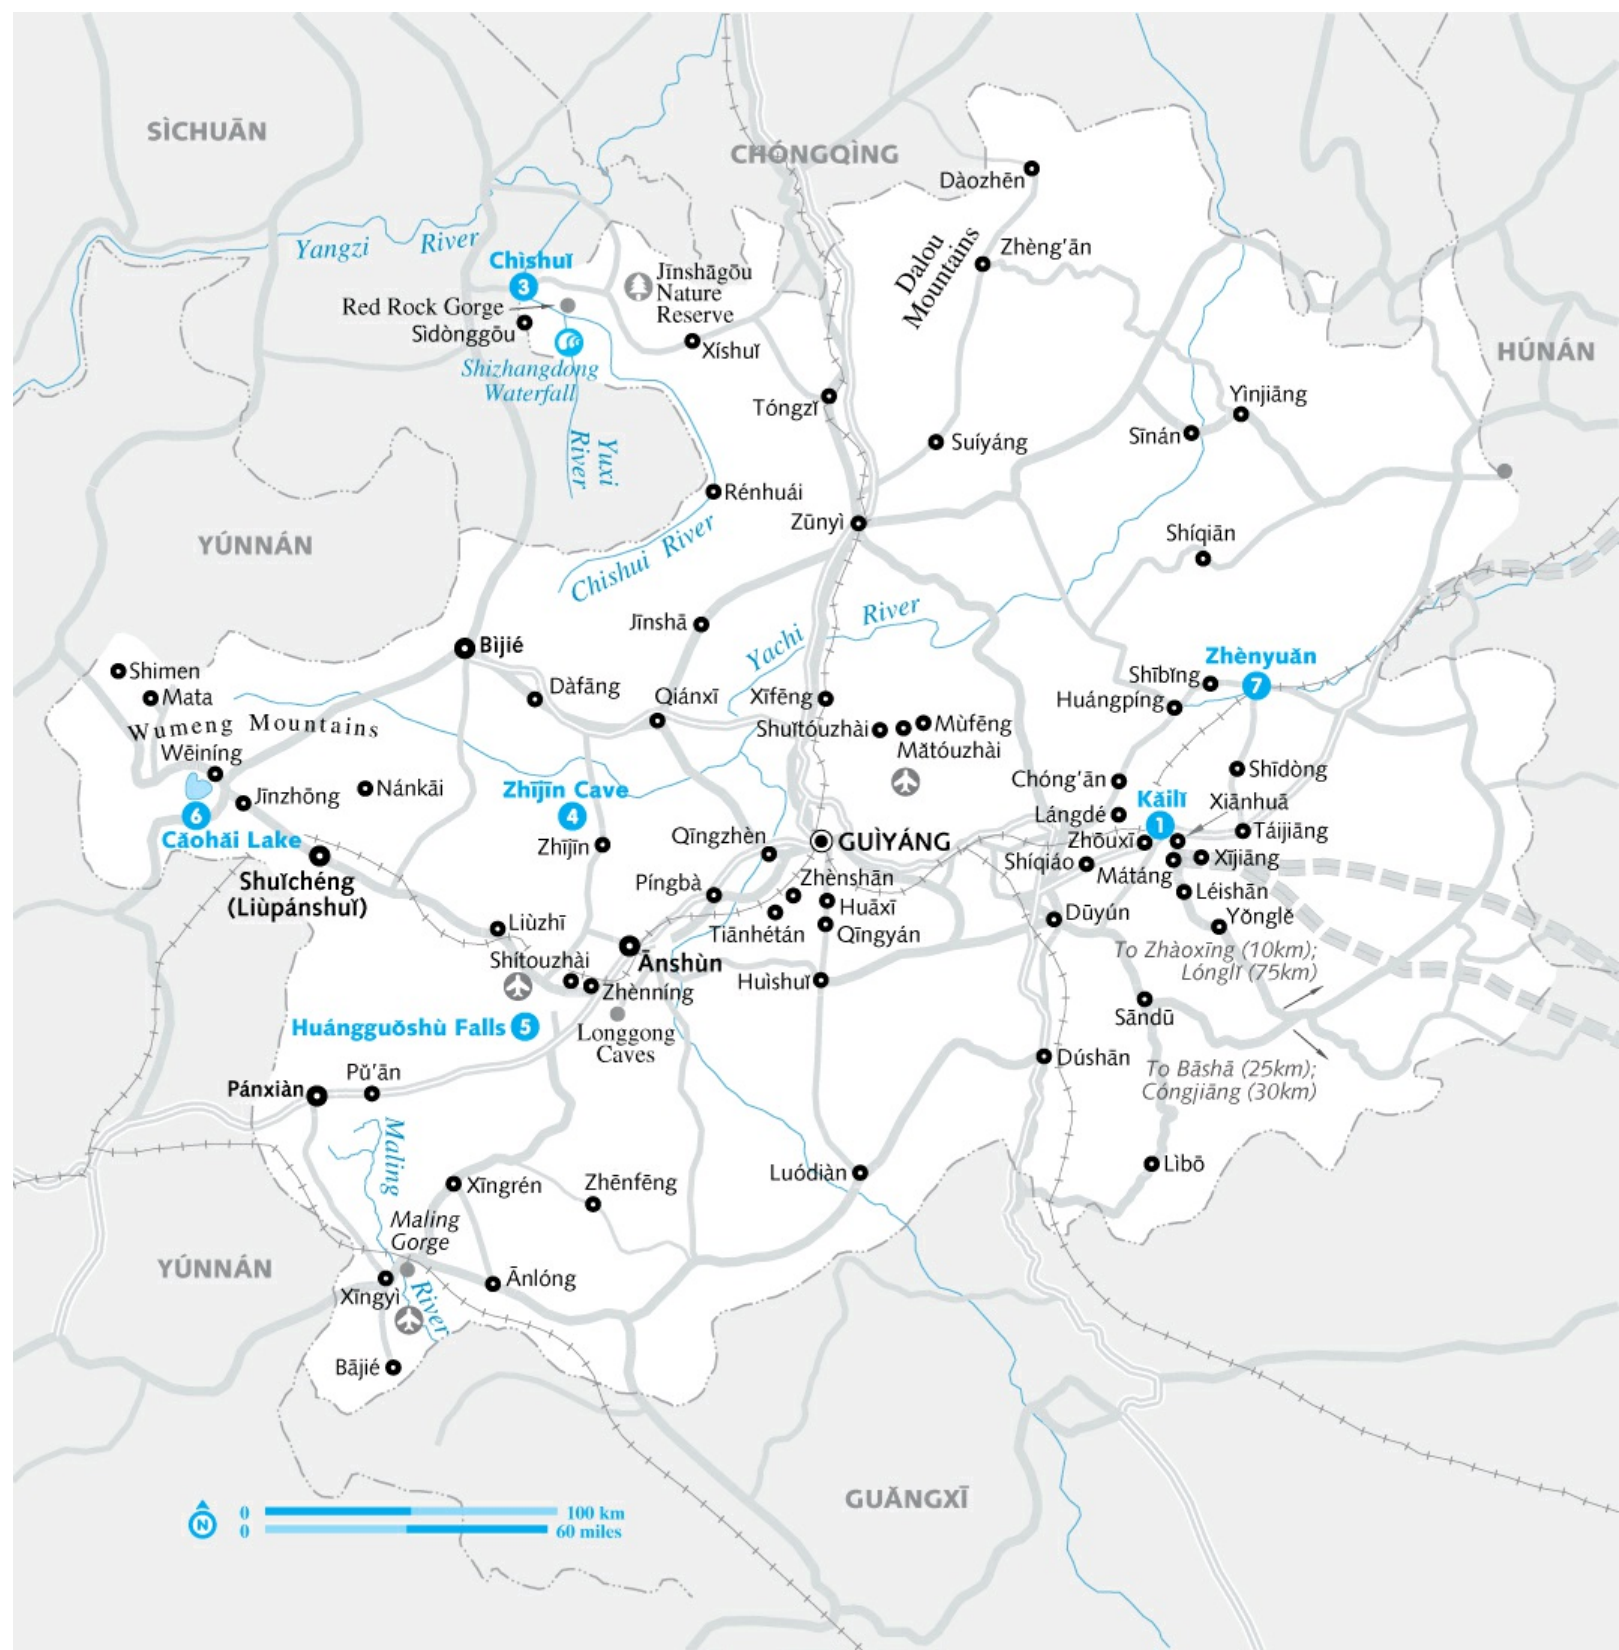 SÌCHUĀN
CHÓNGQÌNG
Dàozhēn
Yangzi River
Dalou
Mountains
Zhèng'ān
Chìshuǐ
3
Jīnshāgōu
Nature
Reserve
Red Rock Gorge
Sìdònggōu
Xíshuǐ
HÚNÁN
Shizhangdong
Waterfall
Tóngzǐ
Yìnjiāng
Sīnán
Suíyáng
Yuxi
River
Rénhuái
Zūnyì
YÚNNÁN
Shíqiān
Chishui River
Jīnshā
Yachi River
Bìjié
Zhènyuǎn
7
Shimen
Mata
Dàfāng
Qiánxī
Xīfēng
Shībǐng
Huángpíng
Wumeng Mountains
Shuǐtóuzhài
Mùfēng
Mǎtóuzhài
Wēiníng
Jīnzhōng
Nánkāi
Zhījīn Cave
4
Chóng'ān
Shīdòng
6
Cǎohǎi Lake
Lángdé
Kǎilǐ
1
Xiānhuā
Zhījīn
Qīngzhèn
GUÌYÁNG
Zhōuxī
Táijiāng
Shuǐchéng
(Liùpánshuǐ)
Shíqiáo
Mátáng
Xījiāng
Píngbà
Zhènshān
Huāxī
Léishān
Liùzhī
Tiānhétán
Qīngyán
Dūyún
Yǒnglè
Shítouzhài
Ānshùn
To Zhàoxīng (10km);
Lónglǐ (75km)
Zhènníng
Huìshuǐ
Sāndū
Huángguǒshù Falls
5
Longgong
Caves
Dúshān
Pǔ'ān
To Bāshā (25km);
Cóngjiāng (30km)
Pánxiàn
Maling
Xīngrén
Zhēnfēng
Luódiàn
Lìbō
Maling
Gorge
YÚNNÁN
Ānlóng
Xīngyì
River
Bājié
GUǍNGXĪ
N
0 100 km
0 60 miles